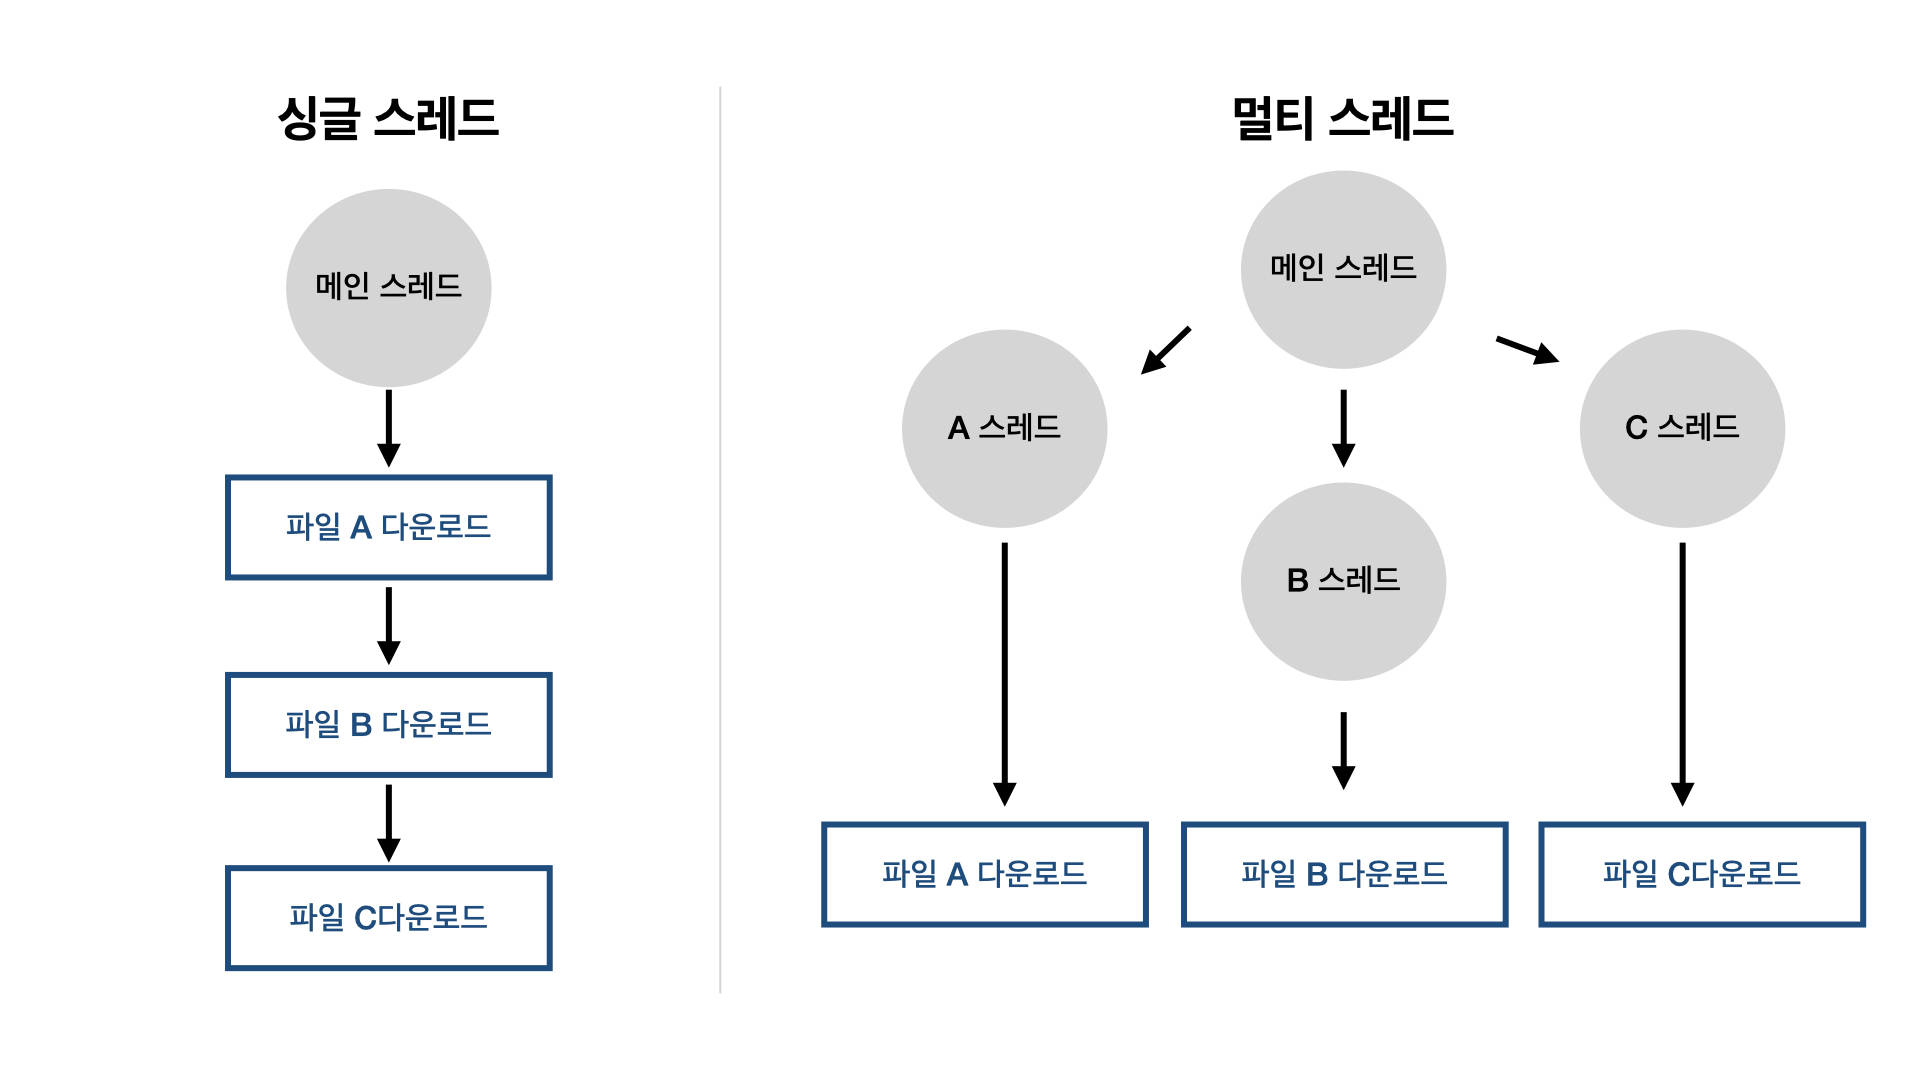 싱글 스레드
메인 스레드
파일 A 다운로드
파일 B 다운로드
파일 C다운로드
멀티 스레드
메인 스레드
A 스레드
C 스레드
B 스레드
파일 A 다운로드
파일 B 다운로드
파일 C다운로드